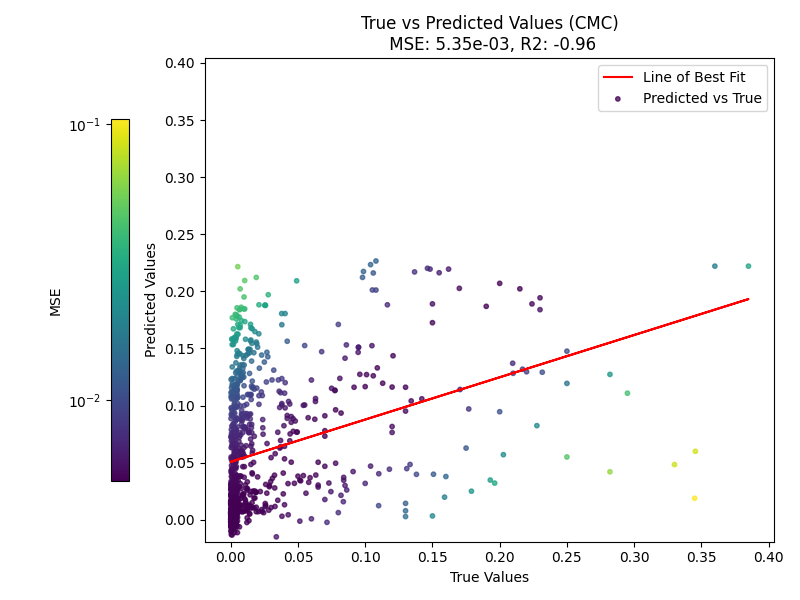 True vs Predicted Values (CMC)
MSE: 5.35e-03, R2: -0.96
Line of Best Fit
Predicted vs True
MSE
10⁻¹
10⁻²
Predicted Values
0.40
0.35
0.30
0.25
0.20
0.15
0.10
0.05
0.00
0.00 0.05 0.10 0.15 0.20 0.25 0.30 0.35 0.40
True Values